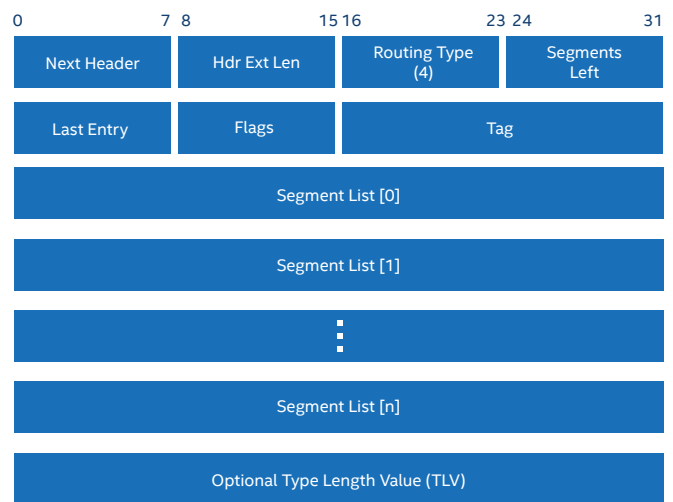 0 7 8 15 16 23 24 31
Next Header Hdr Ext Len Routing Type (4) Segments Left
Last Entry Flags Tag
Segment List [0]
Segment List [1]
Segment List [n]
Optional Type Length Value (TLV)